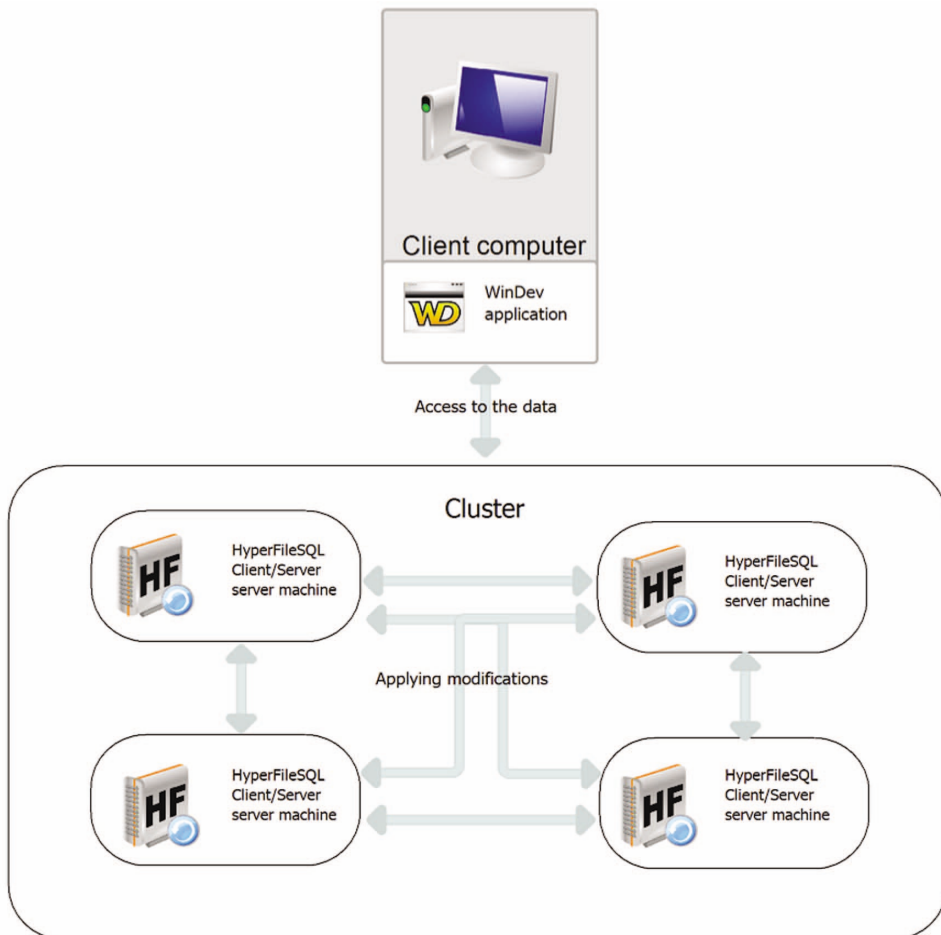 Client computer
WD
WinDev
application
Access to the data
Cluster
HF
HyperFileSQL
Client/Server
server machine
HF
HyperFileSQL
Client/Server
server machine
Applying modifications
HF
HyperFileSQL
Client/Server
server machine
HF
HyperFileSQL
Client/Server
server machine